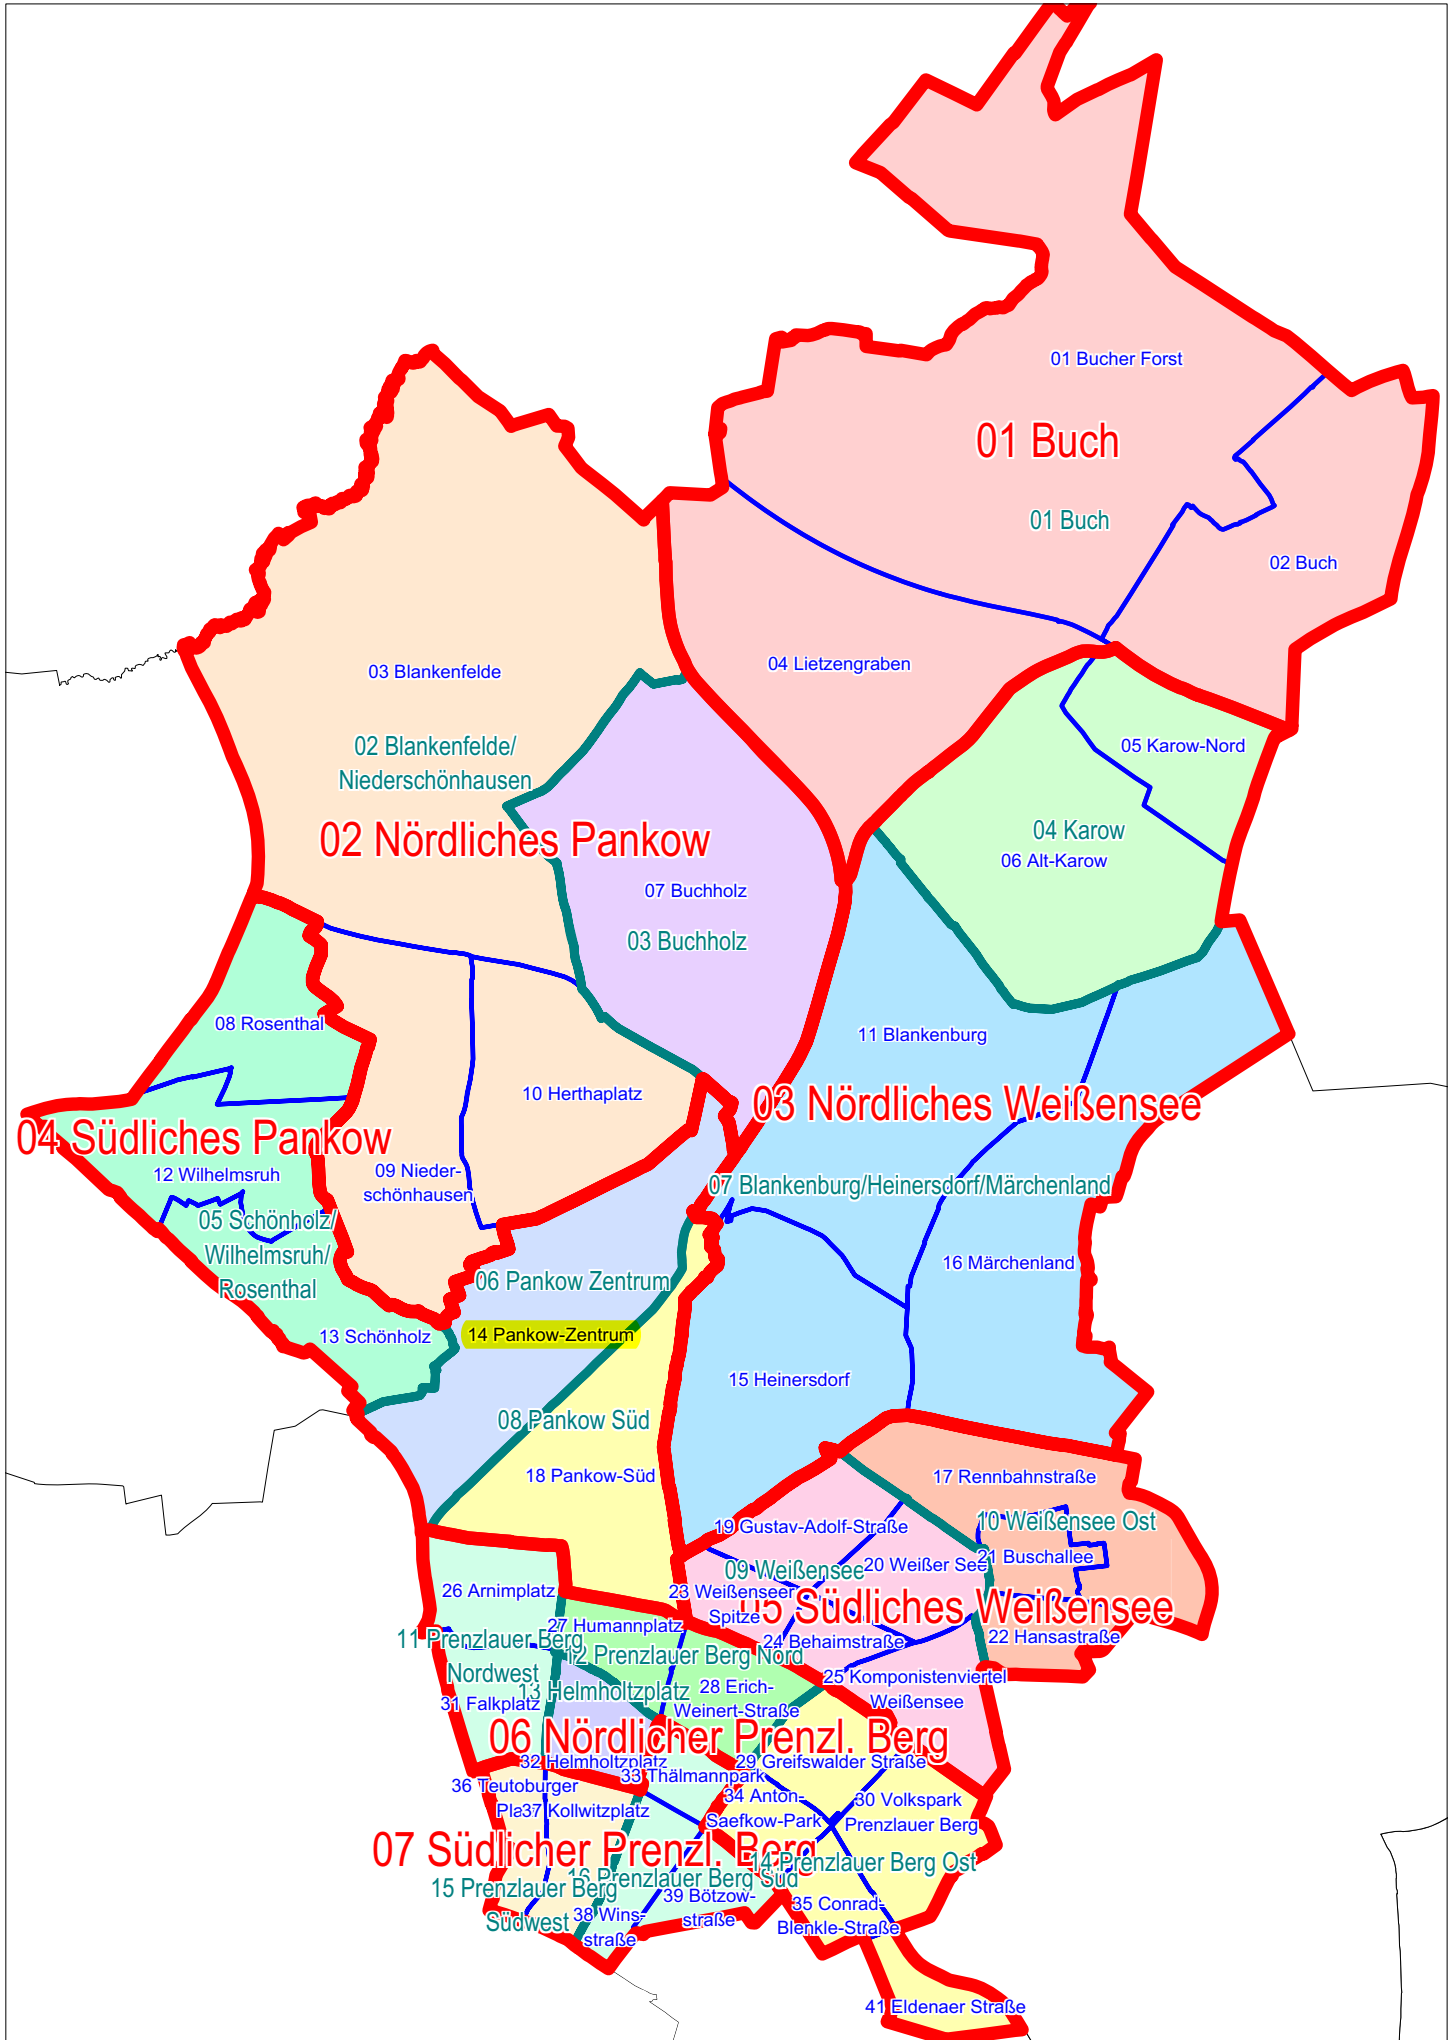 01 Bucher Forst
01 Buch
01 Buch
02 Buch
04 Lietzengraben
03 Blankenfelde
02 Blankenfelde/
Niederschönhausen
02 Nördliches Pankow
05 Karow-Nord
04 Karow
06 Alt-Karow
07 Buchholz
03 Buchholz
08 Rosenthal
11 Blankenburg
10 Herthaplatz
03 Nördliches Weißensee
04 Südliches Pankow
12 Wilhelmsruh
09 Nieder-
schönhausen
07 Blankenburg/Heinersdorf/Märchenland
05 Schönholz/
Wilhelmsruh/
Rosenthal
16 Märchenland
06 Pankow Zentrum
13 Schönholz
14 Pankow-Zentrum
15 Heinersdorf
08 Pankow Süd
18 Pankow-Süd
17 Rennbahnstraße
19 Gustav-Adolf-Straße
10 Weißensee Ost
09 Weißensee
20 Weißer See
21 Buschallee
26 Arnimplatz
23 Weißenseer
Spitze
05 Südliches Weißensee
27 Humannplatz
24 Behaimstraße
22 Hansastraße
11 Prenzlauer Berg
Nordwest
12 Prenzlauer Berg Nord
25 Komponistenviertel
Weißensee
13 Helmholtzplatz
28 Erich-
Weinert-Straße
31 Falkplatz
06 Nördlicher Prenzl. Berg
32 Helmholtzplatz
29 Greifswalder Straße
33 Thälmannpark
36 Teutoburger
Pla
37 Kollwitzplatz
34 Anton-
Saefkow-Park
30 Volkspark
Prenzlauer Berg
07 Südlicher Prenzl. Berg
14 Prenzlauer Berg Ost
16 Prenzlauer Berg Süd
15 Prenzlauer Berg
Südwest
39 Bötzow-
straße
38 Wins-
straße
35 Conrad-
Blenkle-Straße
41 Eldenaer Straße